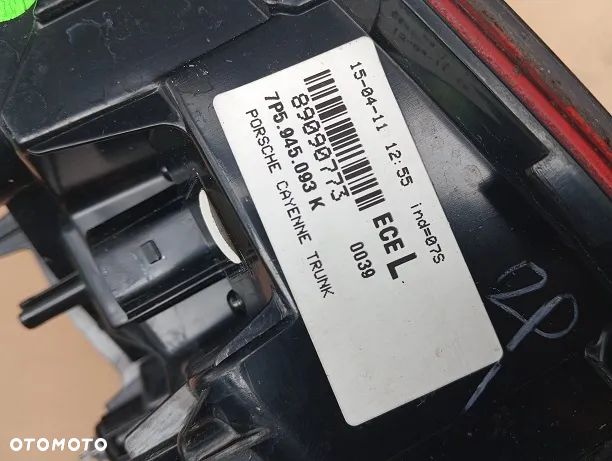 15-04-11 12:55 ind=07S
89090773
ECE L
7P5.945.093 K
0039
PORSCHE CAYENNE TRUNK
OTOMOTO